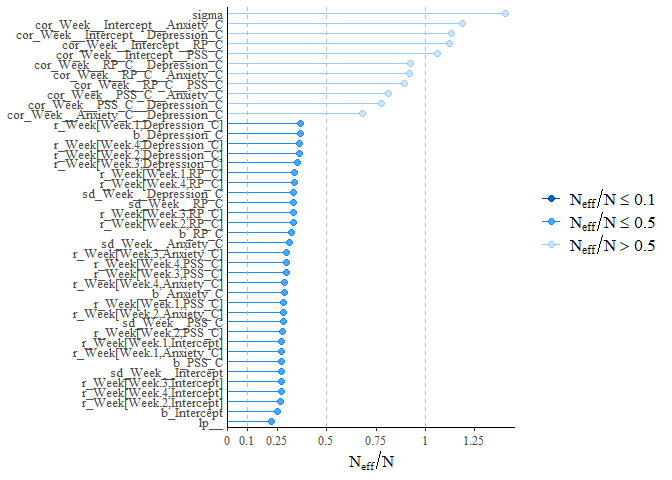 sigma
cor_Week__Intercept__Anxiety_C
cor_Week__Intercept__Depression_C
cor_Week__Intercept__RP_C
cor_Week__Intercept__PSS_C
cor_Week__RP_C__Depression_C
cor_Week__RP_C__Anxiety_C
cor_Week__RP_C__PSS_C
cor_Week__PSS_C__Anxiety_C
cor_Week__PSS_C__Depression_C
cor_Week__Anxiety_C__Depression_C
r_Week[Week.1,Depression_C]
b_Depression_C
r_Week[Week.4,Depression_C]
r_Week[Week.2,Depression_C]
r_Week[Week.3,Depression_C]
r_Week[Week.1,RP_C]
r_Week[Week.4,RP_C]
sd_Week__Depression_C
sd_Week__RP_C
r_Week[Week.3,RP_C]
r_Week[Week.2,RP_C]
b_RP_C
sd_Week__Anxiety_C
r_Week[Week.3,Anxiety_C]
r_Week[Week.4,PSS_C]
r_Week[Week.3,PSS_C]
r_Week[Week.4,Anxiety_C]
b_Anxiety_C
r_Week[Week.1,PSS_C]
r_Week[Week.2,Anxiety_C]
sd_Week__PSS_C
r_Week[Week.2,PSS_C]
r_Week[Week.1,Intercept]
r_Week[Week.1,Anxiety_C]
b_PSS_C
sd_Week__Intercept
r_Week[Week.3,Intercept]
r_Week[Week.4,Intercept]
r_Week[Week.2,Intercept]
b_Intercept
lp__
0 0.1 0.25 0.5 0.75 1 1.25
Neff/N
Neff/N ≤ 0.1
Neff/N ≤ 0.5
Neff/N > 0.5